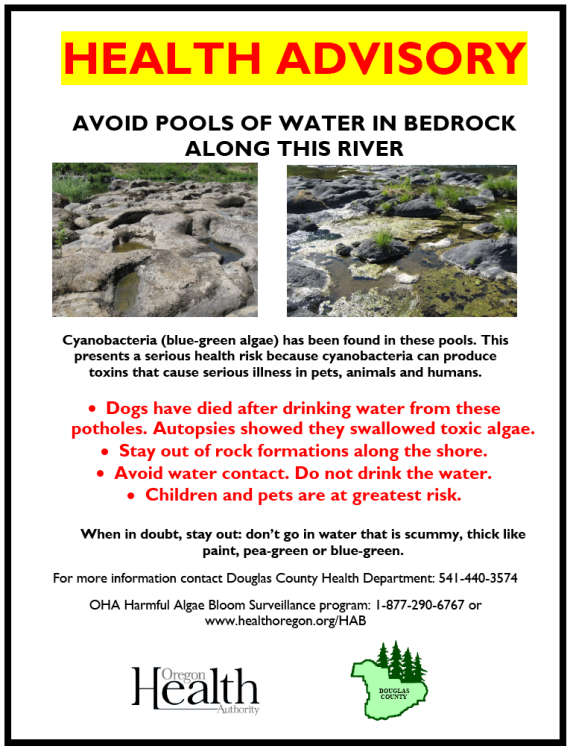 HEALTH ADVISORY
AVOID POOLS OF WATER IN BEDROCK
ALONG THIS RIVER
Cyanobacteria (blue-green algae) has been found in these pools. This
presents a serious health risk because cyanobacteria can produce
toxins that cause serious illness in pets, animals and humans.
• Dogs have died after drinking water from these
potholes. Autopsies showed they swallowed toxic algae.
• Stay out of rock formations along the shore.
• Avoid water contact. Do not drink the water.
• Children and pets are at greatest risk.
When in doubt, stay out: don't go in water that is scummy, thick like
paint, pea-green or blue-green.
For more information contact Douglas County Health Department: 541-440-3574
OHA Harmful Algae Bloom Surveillance program: 1-877-290-6767 or
www.healthoregon.org/HAB
Oregon
Health
Authority
DOUGLAS
COUNTY